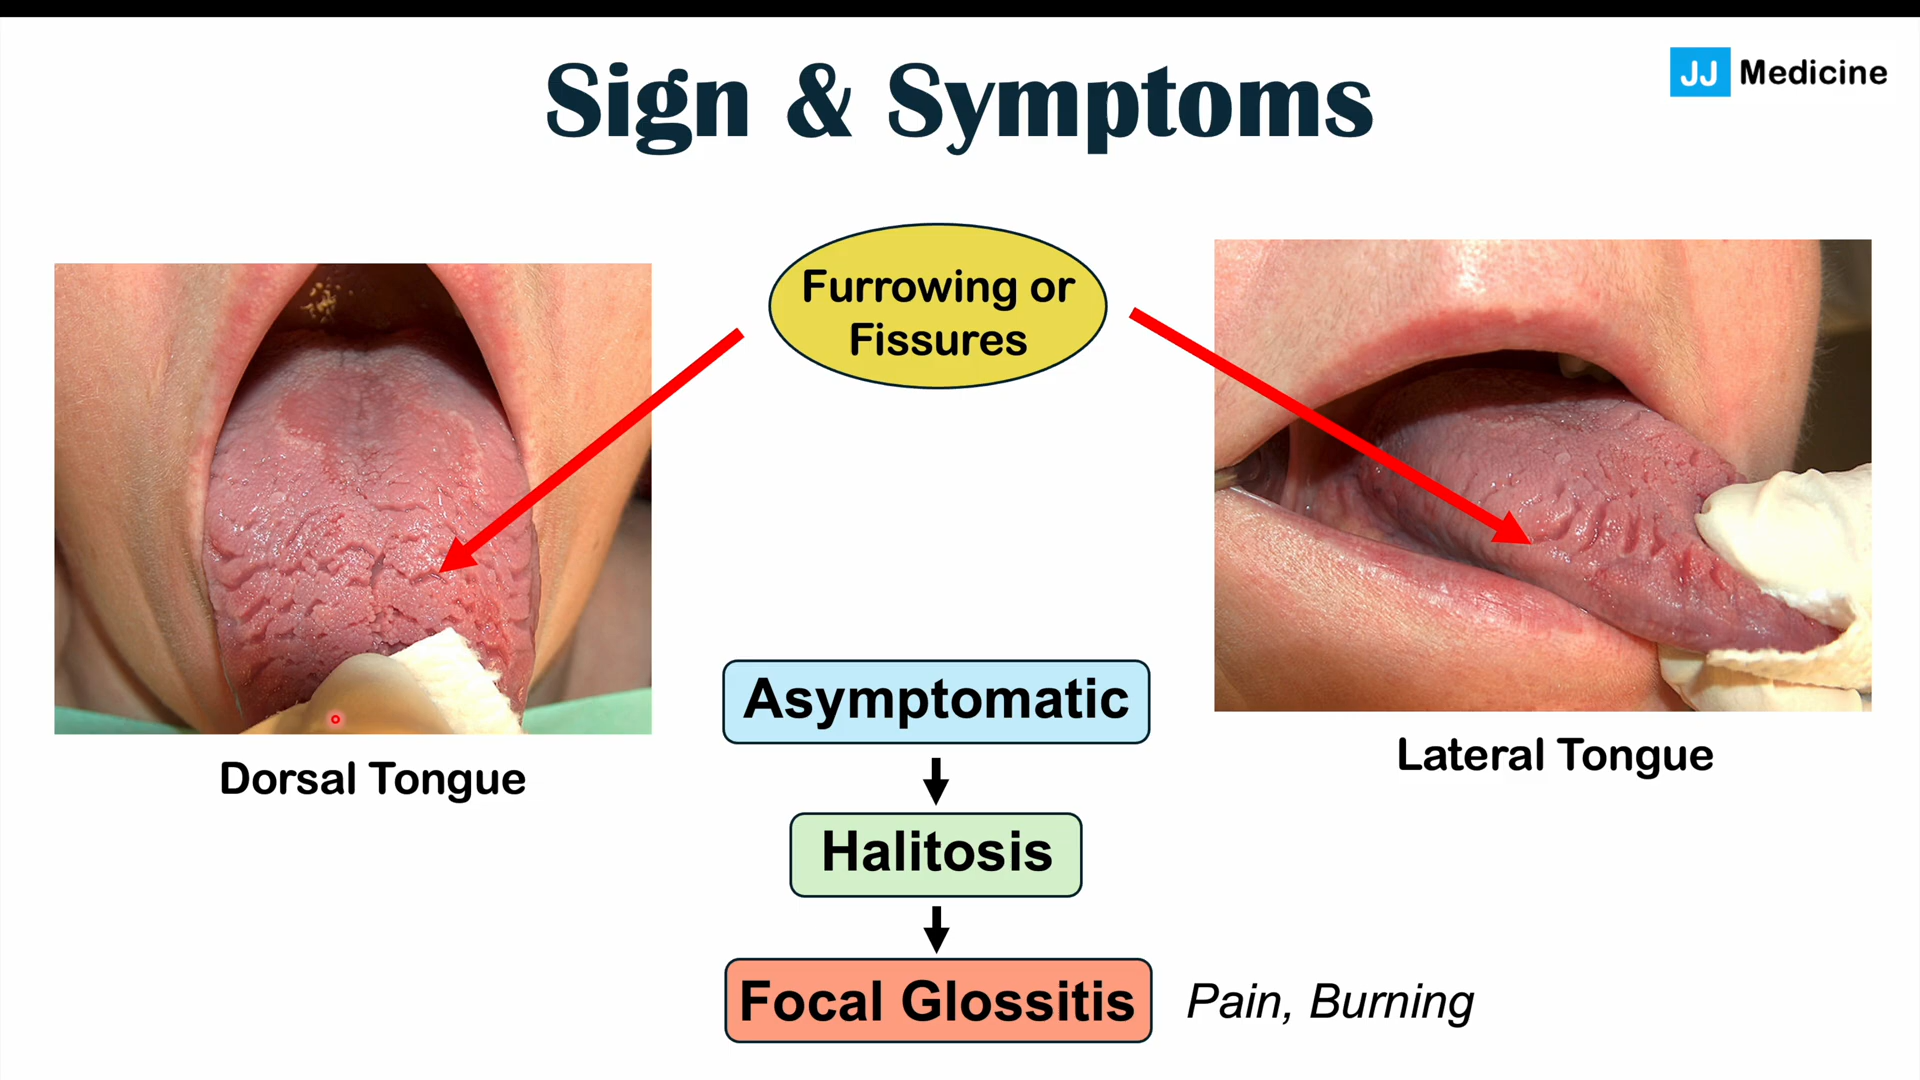 Sign & Symptoms
JJ Medicine
Furrowing or
Fissures
Dorsal Tongue
Lateral Tongue
Asymptomatic
Halitosis
Focal Glossitis
Pain, Burning